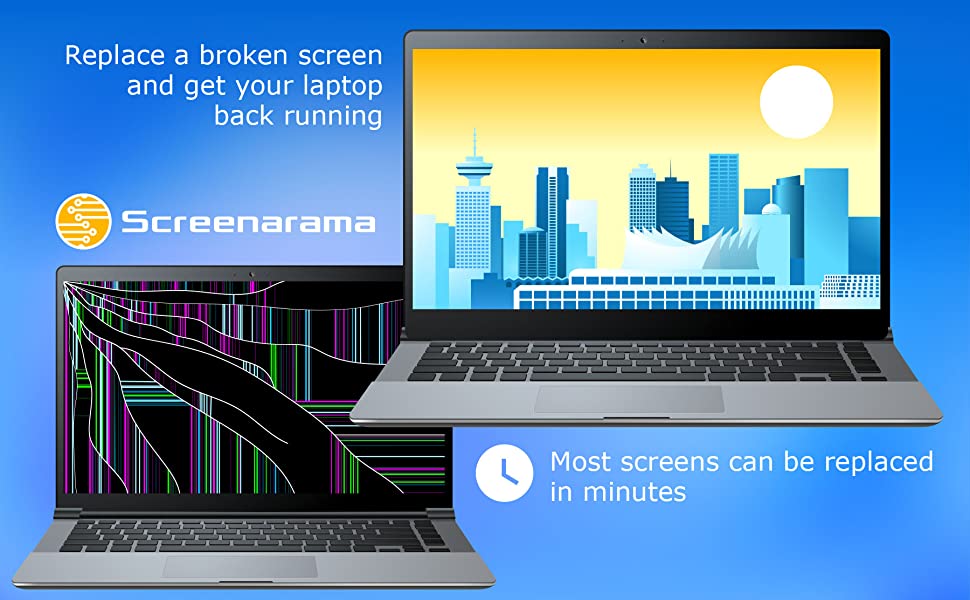 Replace a broken screen
and get your laptop
back running
Screenarama
Most screens can be replaced
in minutes